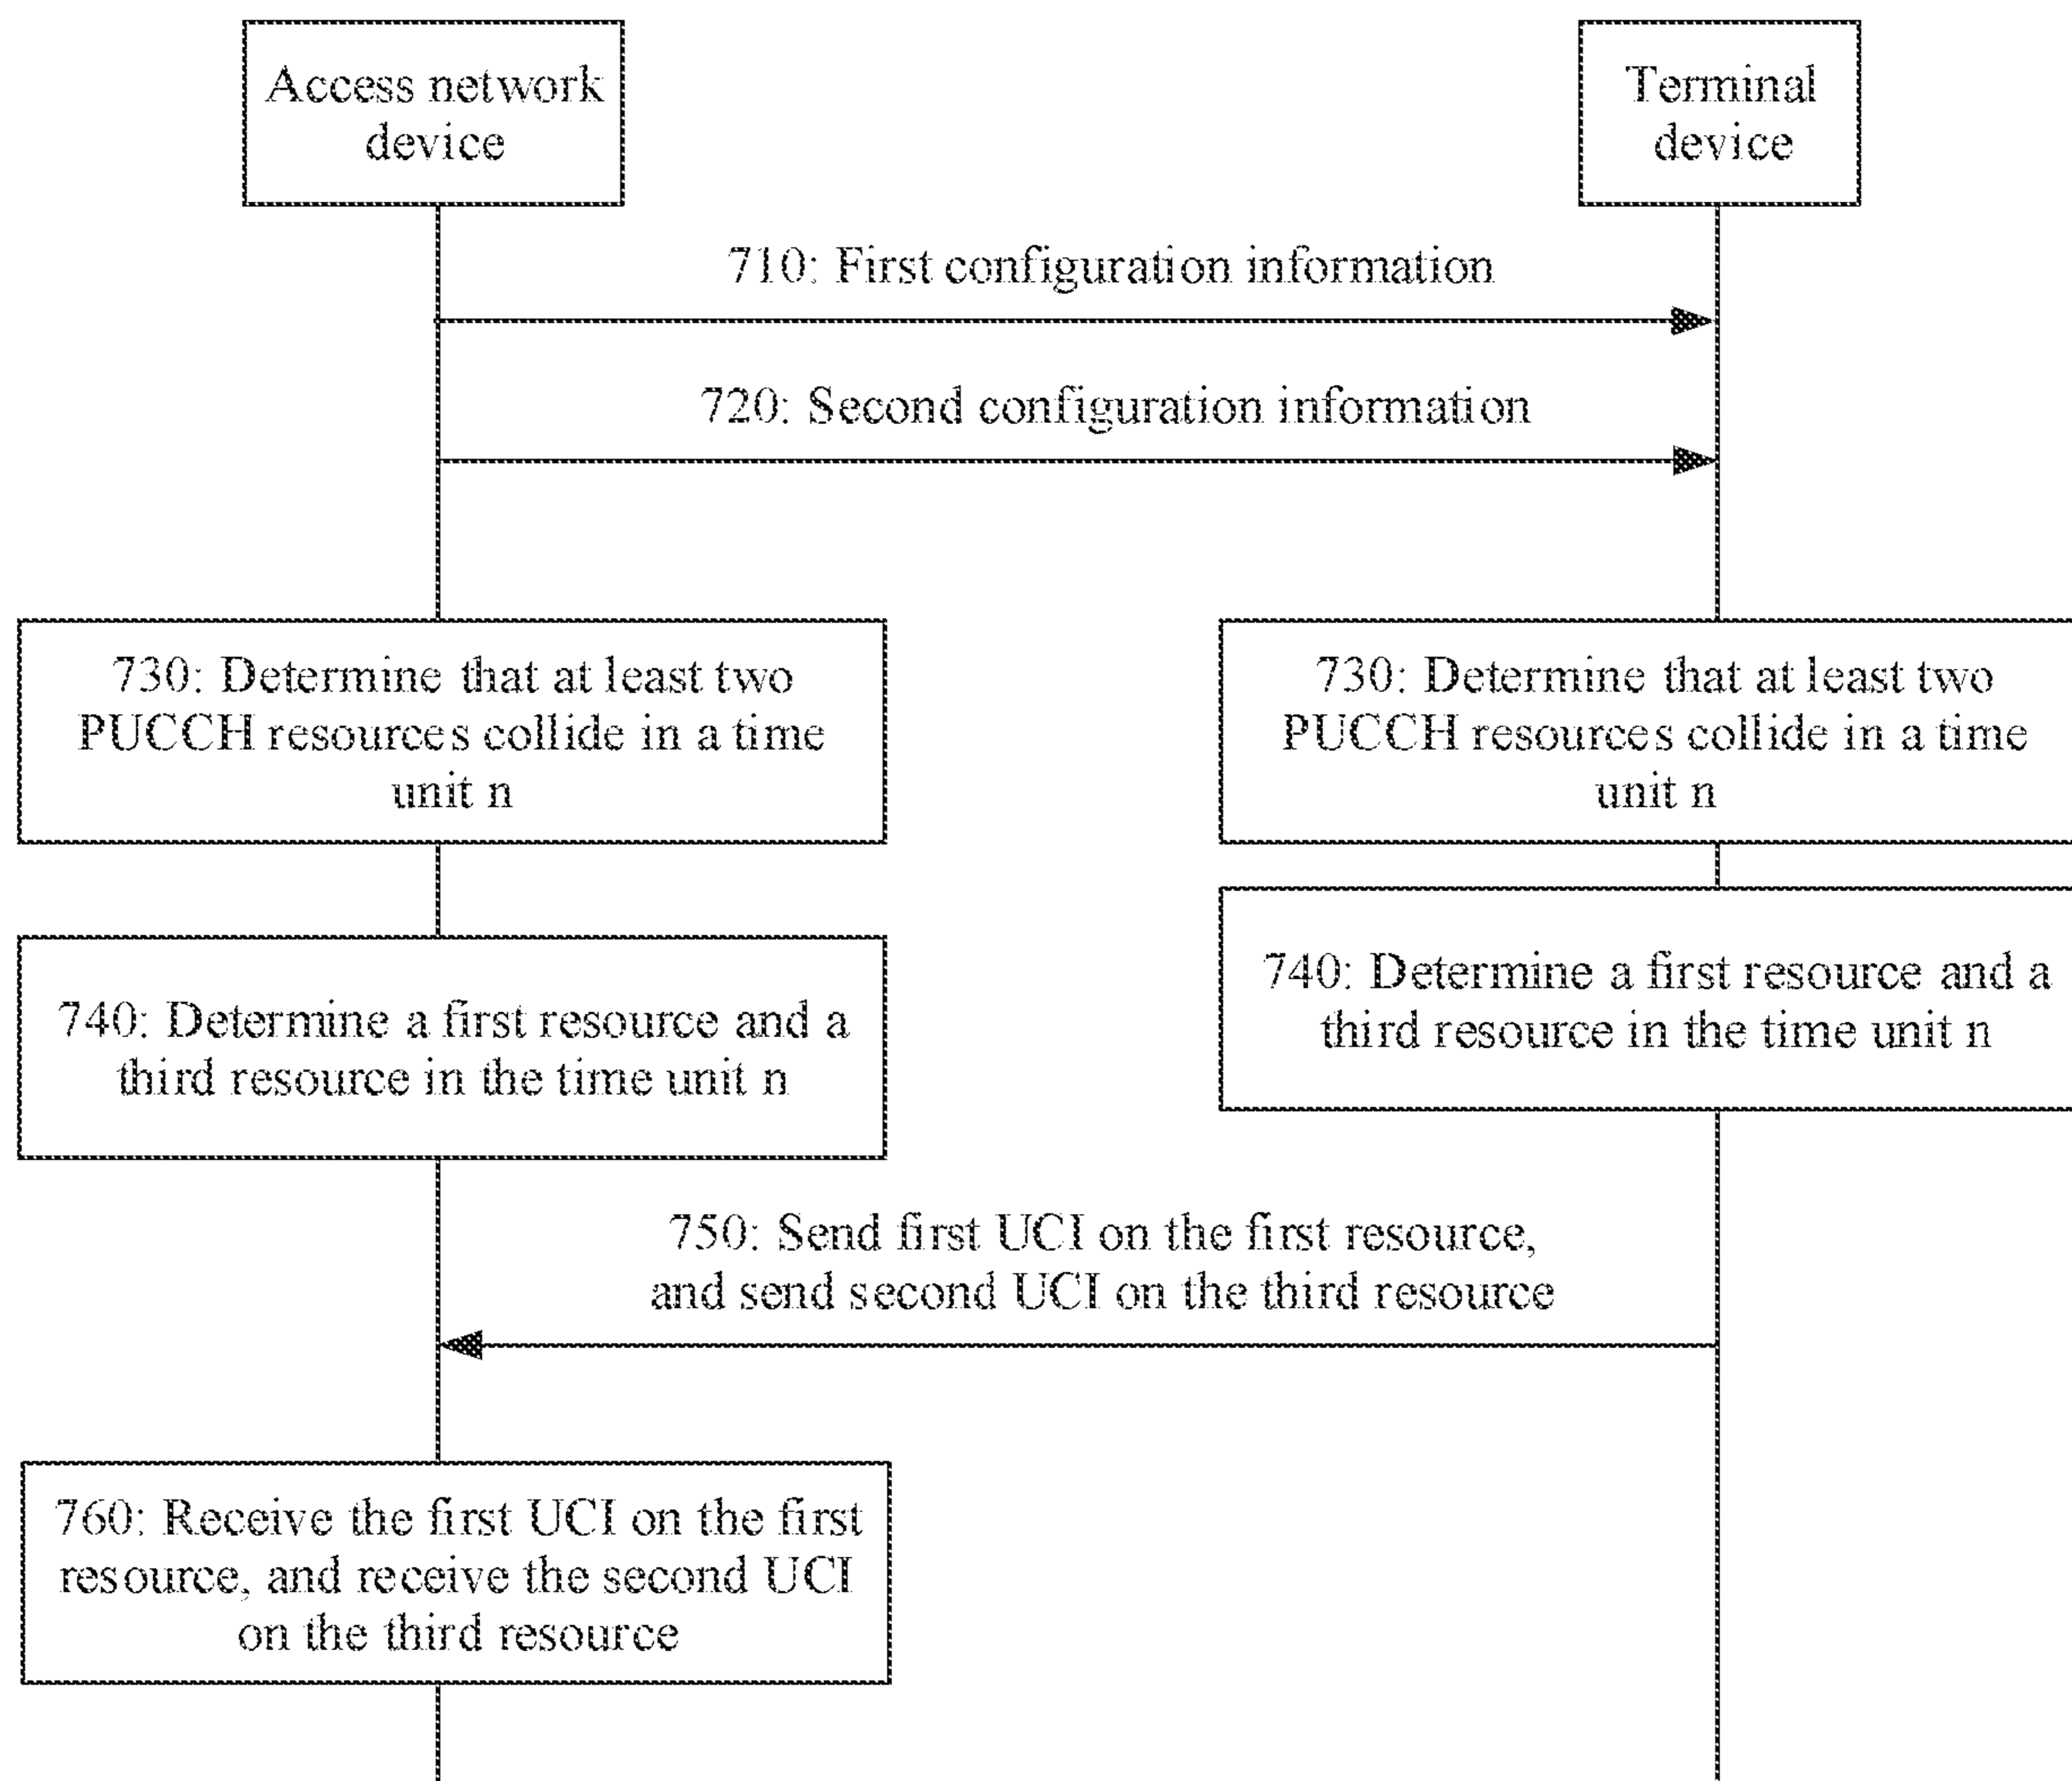 Access network
device
Terminal
device
710: First configuration information
720: Second configuration information
730: Determine that at least two
PUCCH resources collide in a time
unit n
730: Determine that at least two
PUCCH resources collide in a time
unit n
740: Determine a first resource and a
third resource in the time unit n
740: Determine a first resource and a
third resource in the time unit n
750: Send first UCI on the first resource,
and send second UCI on the third resource
760: Receive the first UCI on the first
resource, and receive the second UCI
on the third resource